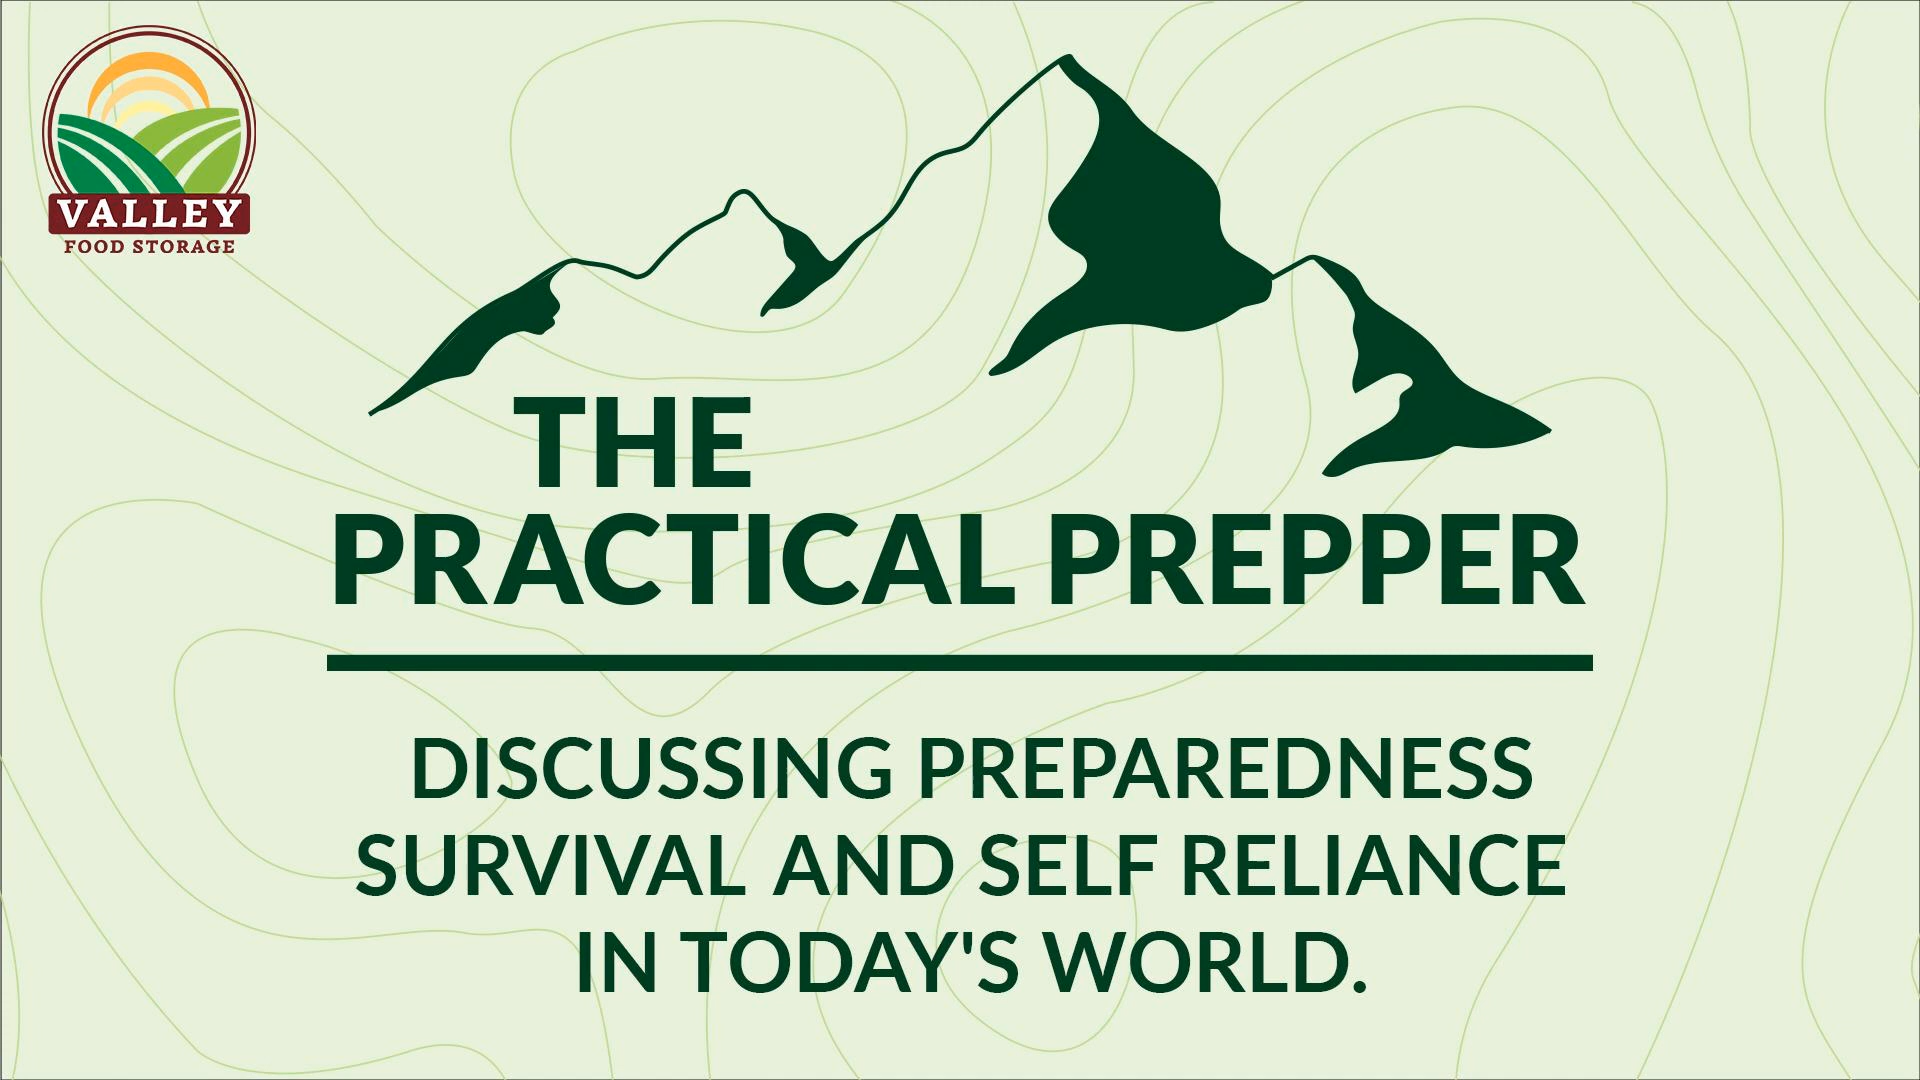 VALLEY
FOOD STORAGE
THE
PRACTICAL PREPPER
DISCUSSING PREPAREDNESS
SURVIVAL AND SELF RELIANCE
IN TODAY'S WORLD.